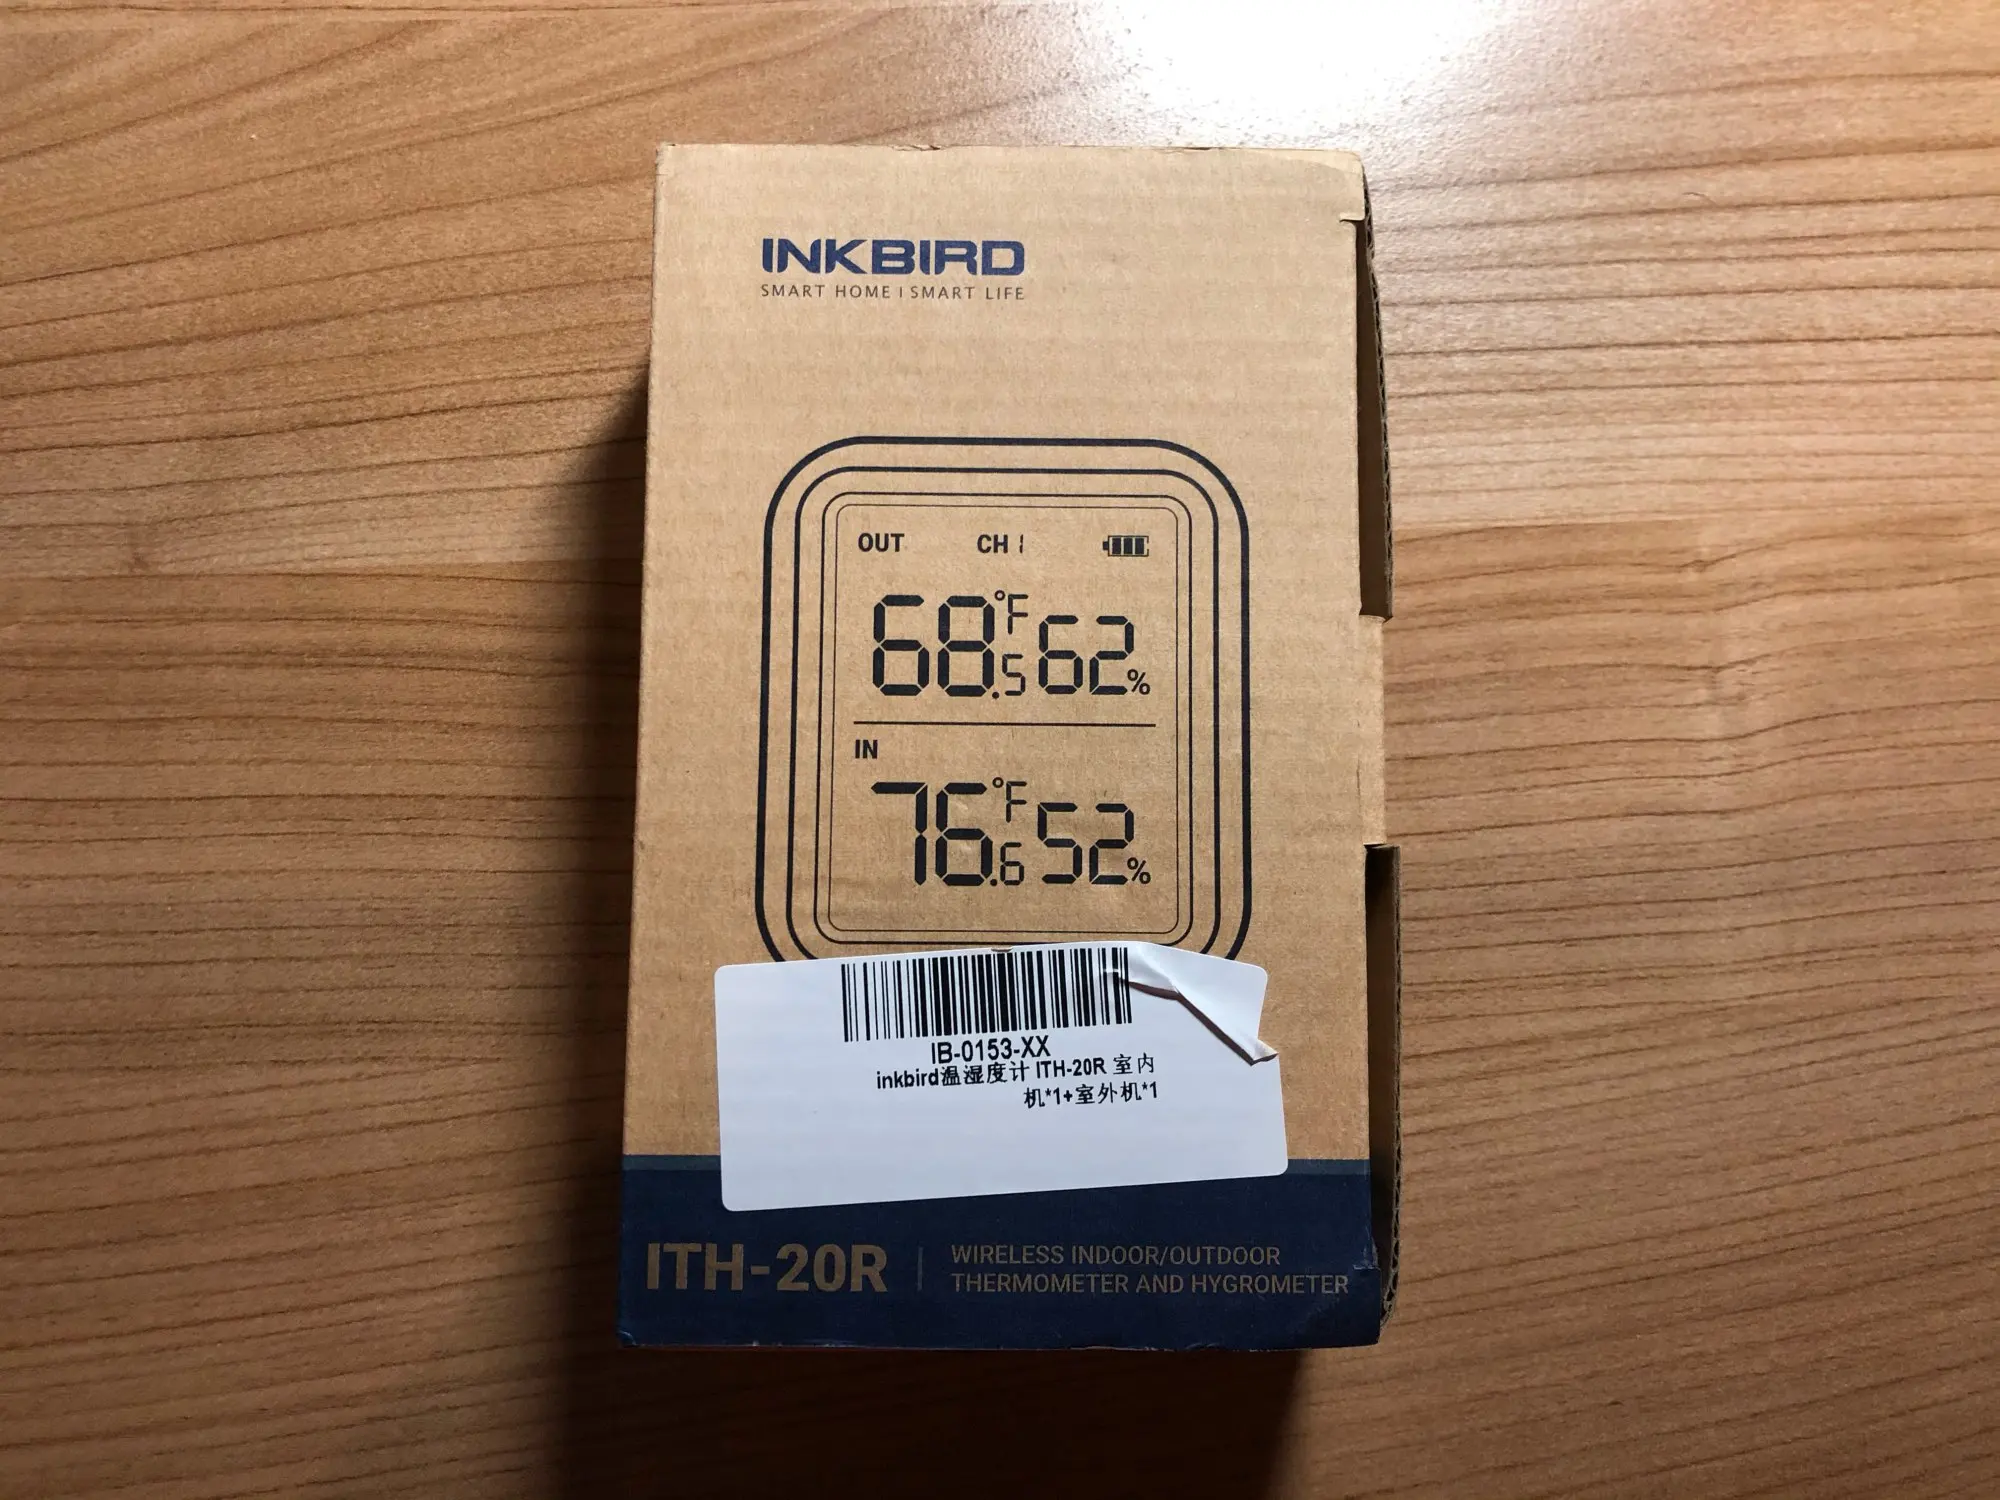 INKBIRD
SMART HOME | SMART LIFE
OUT CH 1
68.5°F 62%
IN
76.6°F 52%
IB-0153-XX
inkbird温湿度计 ITH-20R 室内
机*1+室外机*1
ITH-20R | WIRELESS INDOOR/OUTDOOR
THERMOMETER AND HYGROMETER